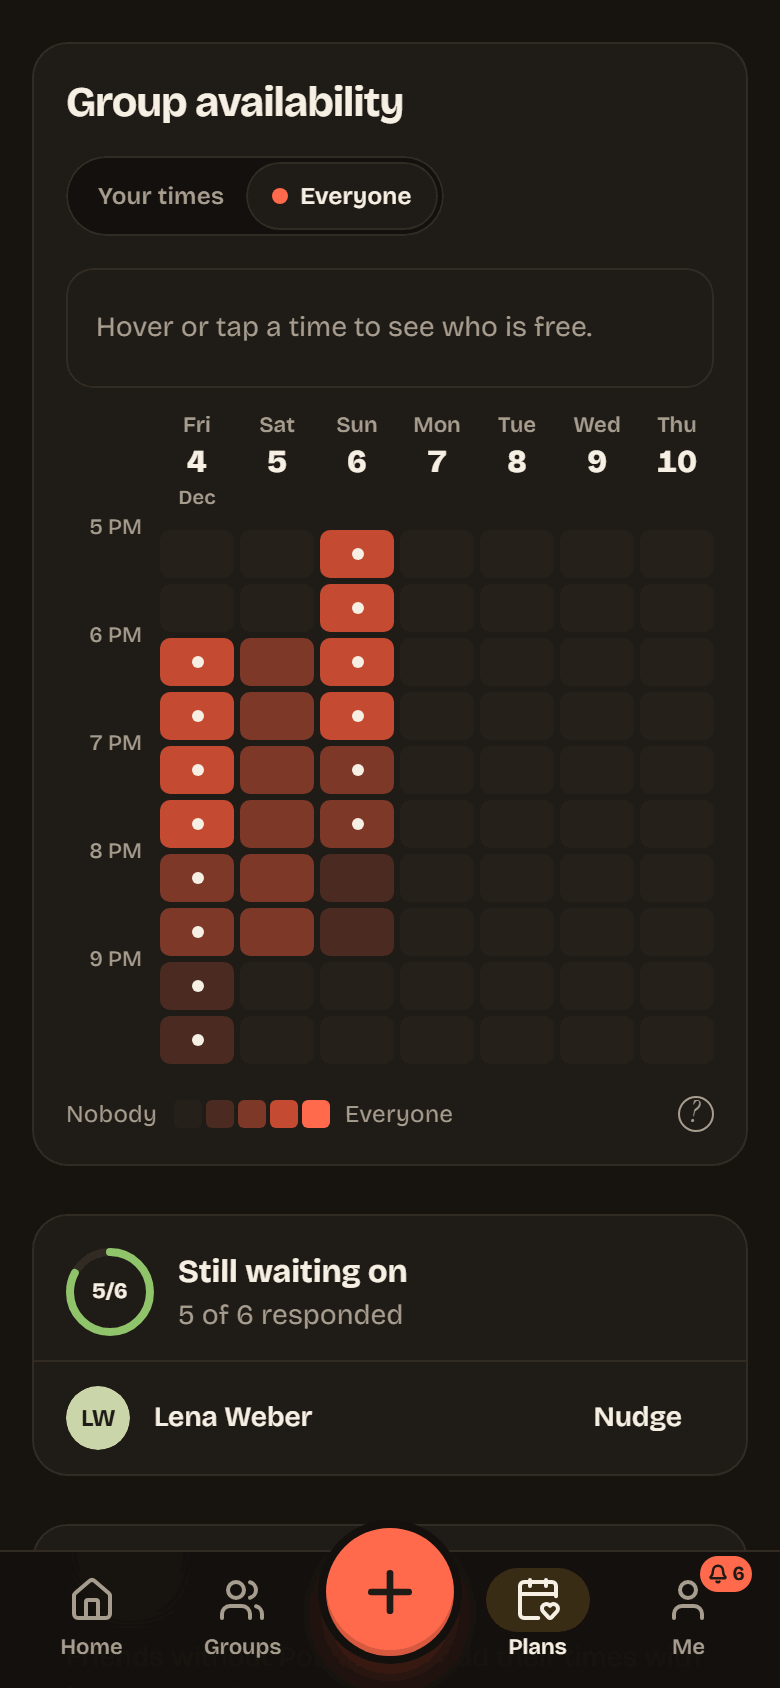 Group availability
Your times Everyone
Hover or tap a time to see who is free.
Fri Sat Sun Mon Tue Wed Thu
4 5 6 7 8 9 10
Dec
5 PM
6 PM
7 PM
8 PM
9 PM
Nobody Everyone ?
5/6 Still waiting on
5 of 6 responded
LW Lena Weber Nudge
6
Home Groups + Plans Me